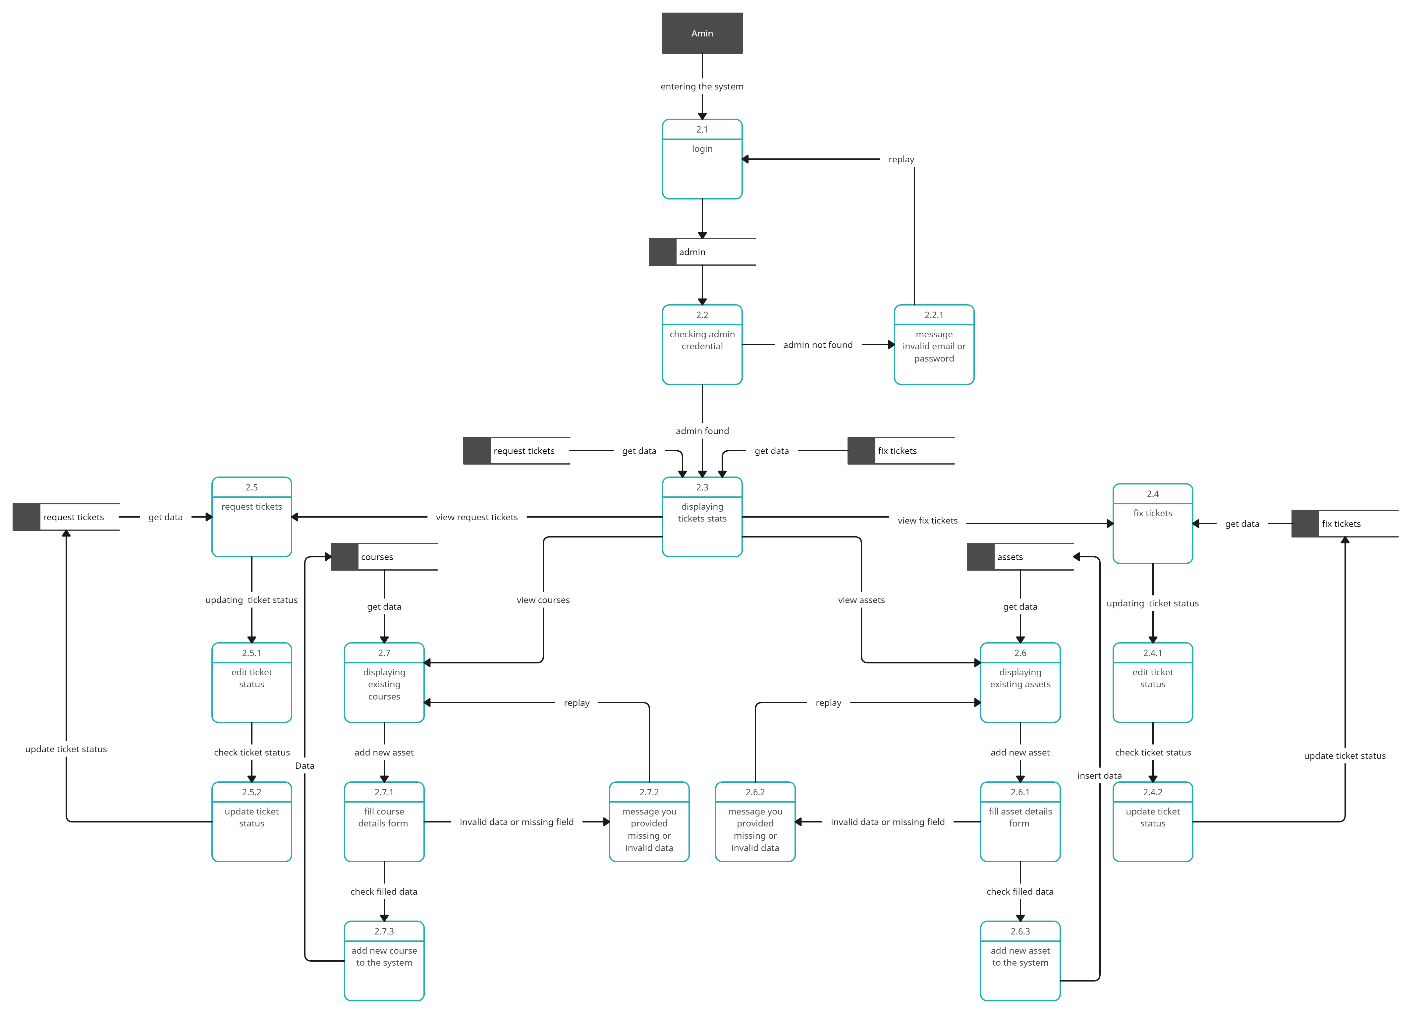 Amin
entering the system
2.1
login
replay
admin
2.2
checking admin
credential
admin not found
2.2.1
message
invalid email or
password
admin found
request tickets
get data
get data
fix tickets
2.5
request tickets
request tickets
get data
view request tickets
2.3
displaying
tickets stats
view fix tickets
2.4
fix tickets
get data
fix tickets
courses
assets
updating ticket status
get data
view courses
view assets
get data
updating ticket status
2.5.1
edit ticket
status
2.7
displaying
existing
courses
2.6
displaying
existing assets
2.4.1
edit ticket
status
replay
replay
update ticket status
check ticket status
Data
add new asset
add new asset
insert data
check ticket status
update ticket status
2.5.2
update ticket
status
2.7.1
fill course
details form
invalid data or missing field
2.7.2
message you
provided
missing or
Invalid data
2.6.2
message you
provided
missing or
Invalid data
invalid data or missing field
2.6.1
fill asset details
form
2.4.2
update ticket
status
check filled data
check filled data
2.7.3
add new course
to the system
2.6.3
add new asset
to the system